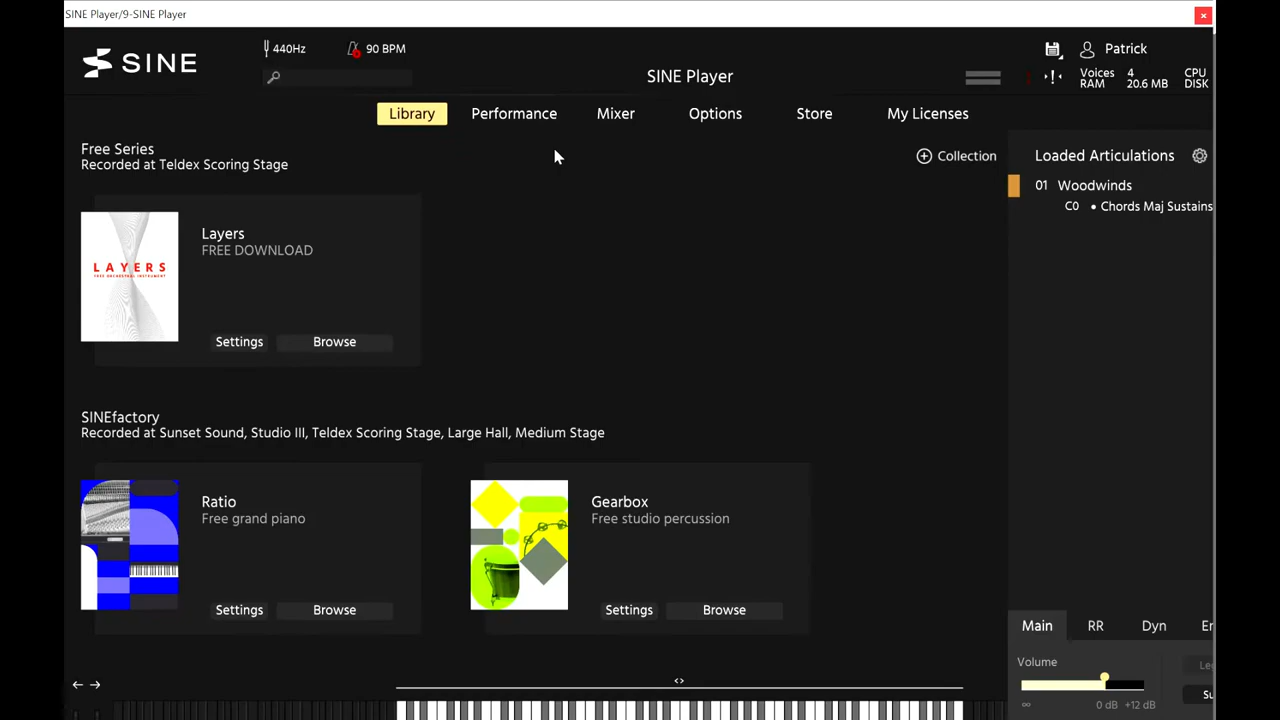 SINE Player/9-SINE Player
SINE
440Hz
90 BPM
SINE Player
Patrick
Voices 4
RAM 20.6 MB
CPU
DISK
Library
Performance
Mixer
Options
Store
My Licenses
Free Series
Recorded at Teldex Scoring Stage
Collection
Loaded Articulations
01 Woodwinds
C0 • Chords Maj Sustains
LAYERS
FREE ORCHESTRAL INSTRUMENT
Layers
FREE DOWNLOAD
Settings
Browse
SINEfactory
Recorded at Sunset Sound, Studio III, Teldex Scoring Stage, Large Hall, Medium Stage
Ratio
Free grand piano
Settings
Browse
Gearbox
Free studio percussion
Settings
Browse
Main
RR
Dyn
Volume
∞
0 dB
+12 dB